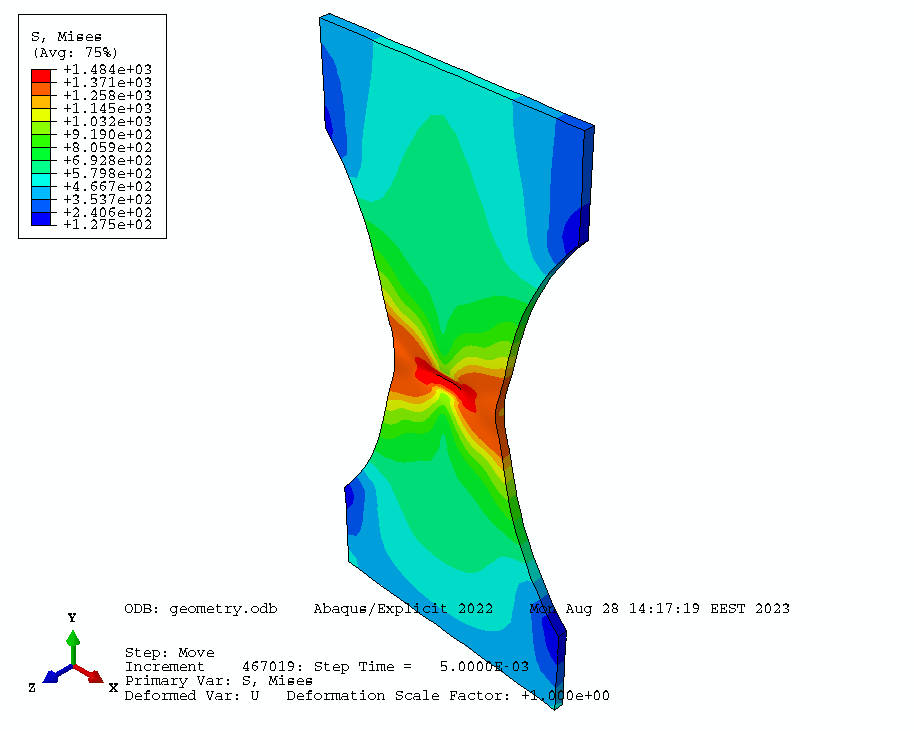 S, Mises
(Avg: 75%)
+1.484e+03
+1.371e+03
+1.258e+03
+1.145e+03
+1.032e+03
+9.190e+02
+8.059e+02
+6.928e+02
+5.798e+02
+4.667e+02
+3.537e+02
+2.406e+02
+1.275e+02
ODB: geometry.odb Abaqus/Explicit 2022 Mon Aug 28 14:17:19 EEST 2023
Y
Z
X
Step: Move
Increment 467019: Step Time = 5.0000E-03
Primary Var: S, Mises
Deformed Var: U Deformation Scale Factor: +1.000e+00